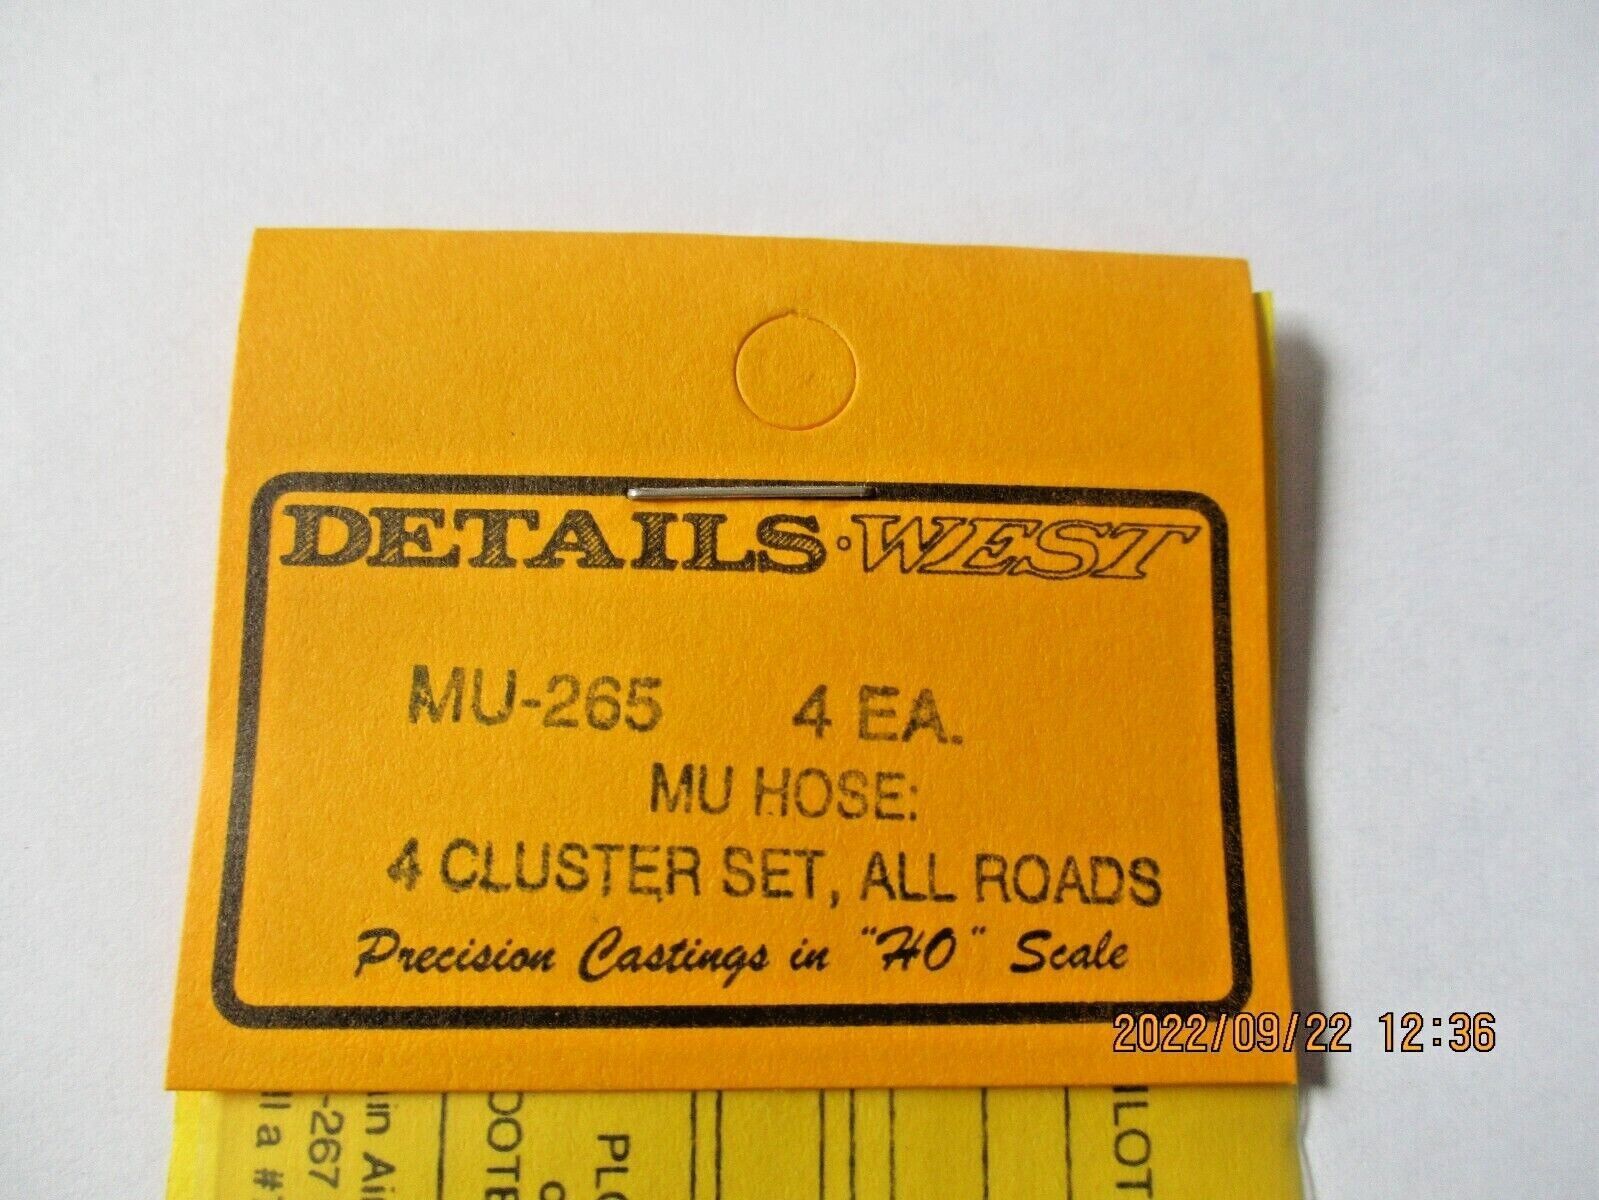 DETAILS•WEST
MU-265 4 EA.
MU HOSE:
4 CLUSTER SET, ALL ROADS
Precision Castings in "HO" Scale
2022/09/22 12:36
-267